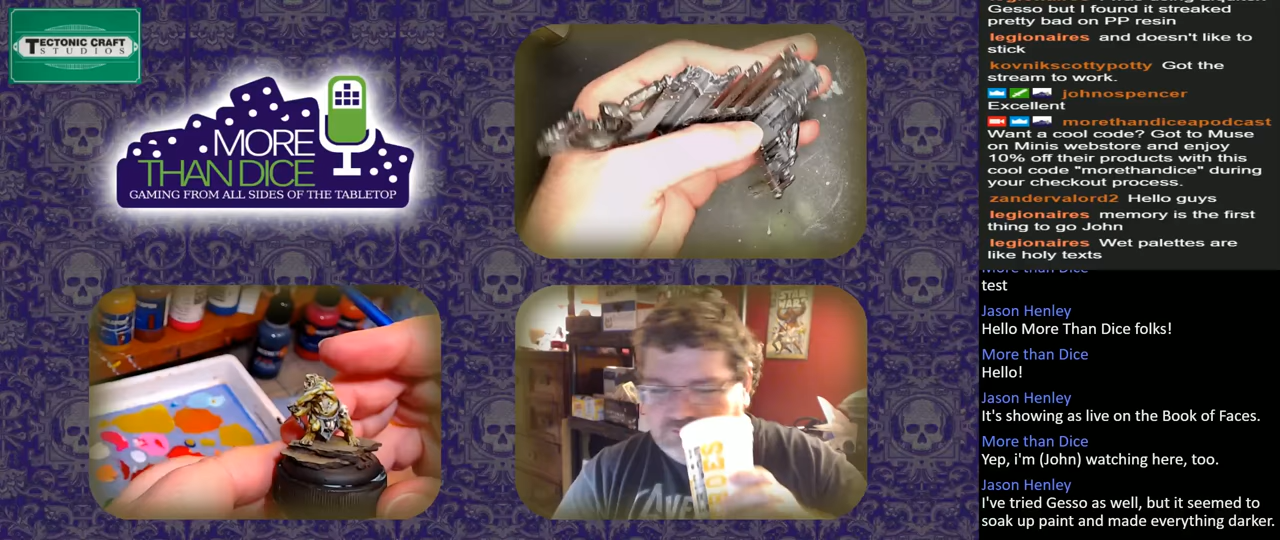 TECTONIC CRAFT
STUDIOS
MORE
THAN DICE
GAMING FROM ALL SIDES OF THE TABLETOP
STAR
WARS
Gesso but I found it streaked
pretty bad on PP resin
legionaires and doesn't like to
stick
kovnikscottypotty Got the
stream to work.
johnospencer
Excellent
morethandiceapodcast
Want a cool code? Got to Muse
on Minis webstore and enjoy
10% off their products with this
cool code "morethandice" during
your checkout process.
zandervalord2 Hello guys
legionaires memory is the first
thing to go John
legionaires Wet palettes are
like holy texts
More than Dice
test
Jason Henley
Hello More Than Dice folks!
More than Dice
Hello!
Jason Henley
It's showing as live on the Book of Faces.
More than Dice
Yep, i'm (John) watching here, too.
Jason Henley
I've tried Gesso as well, but it seemed to
soak up paint and made everything darker.